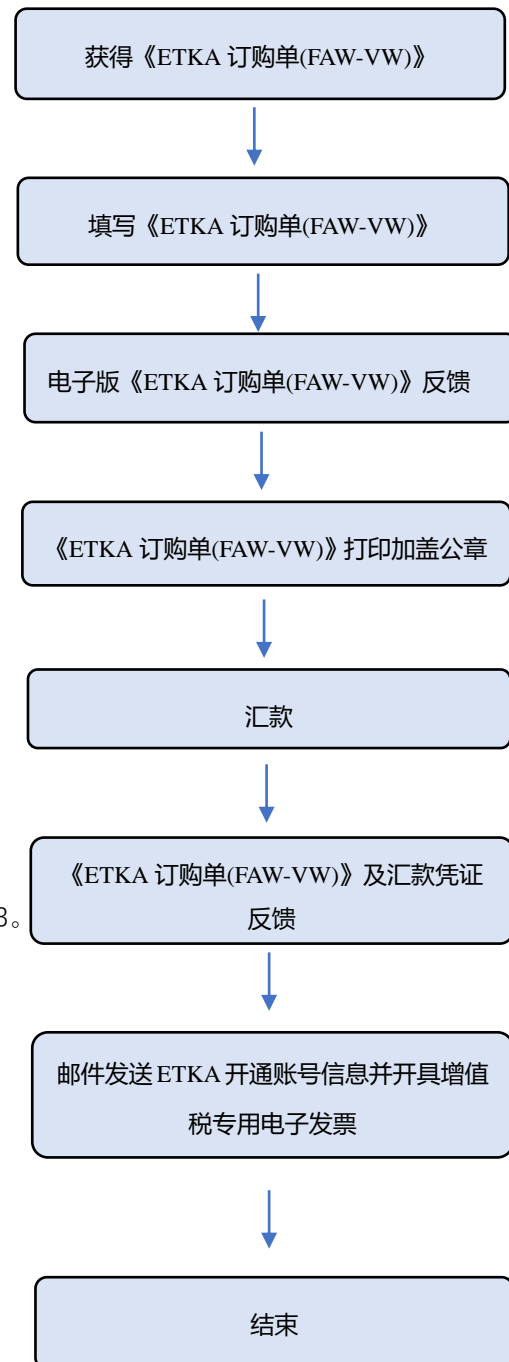 获得《ETKA 订购单(FAW-VW)》
填写《ETKA 订购单(FAW-VW)》
电子版《ETKA 订购单(FAW-VW)》反馈
《ETKA 订购单(FAW-VW)》打印加盖公章
汇款
《ETKA 订购单(FAW-VW)》及汇款凭证
反馈
3。
邮件发送 ETKA 开通账号信息并开具增值
税专用电子发票
结束